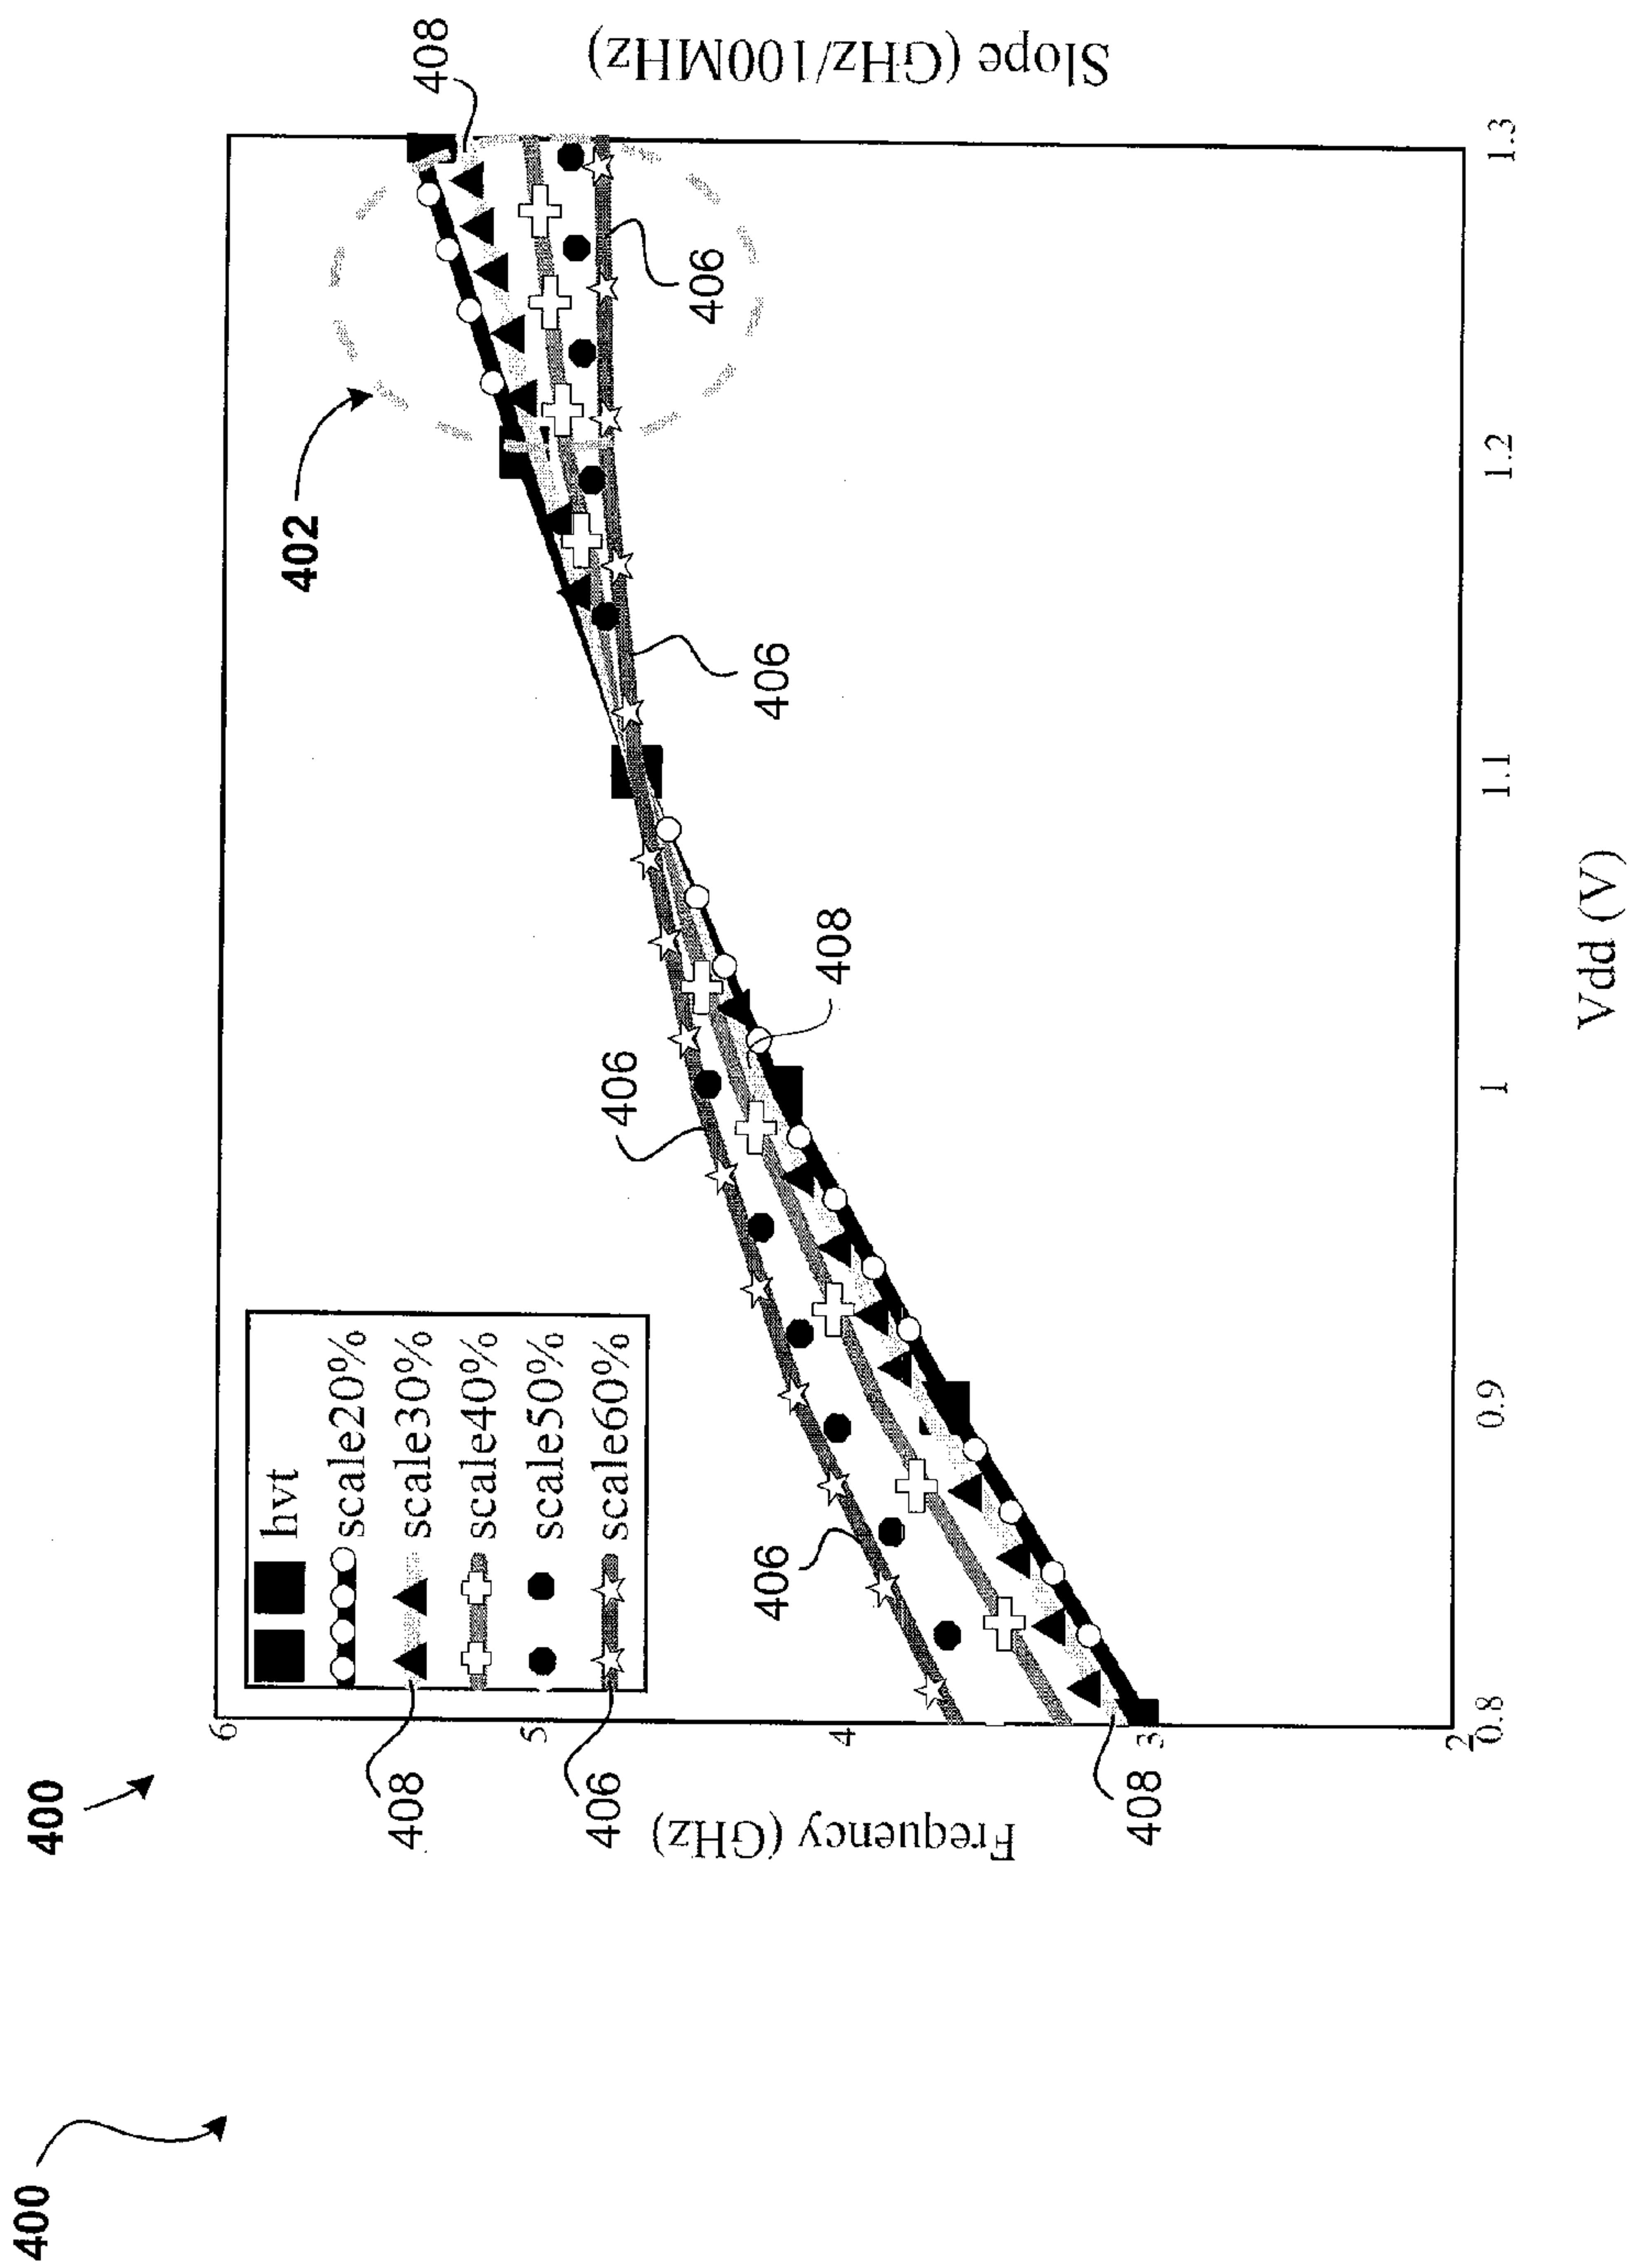 400
400
402
408
408
406
hvt
scale20%
scale30%
scale40%
scale50%
scale60%
406
406
406
406
408
408
Frequency (GHz)
6
5
4
3
2
0.8
0.9
1
1.1
1.2
1.3
Vdd (V)
Slope (GHz/100MHz)